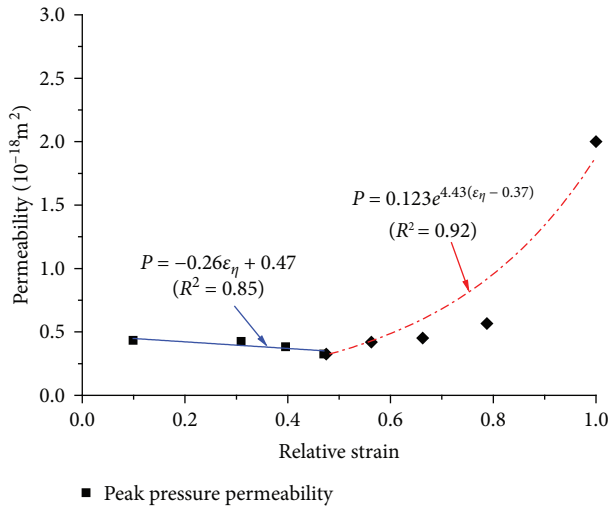 3.0
2.5
2.0
1.5
1.0
0.5
0.0
Permeability (10⁻¹⁸m²)
P = 0.123e^{4.43(ε_η – 0.37)}
(R² = 0.92)
P = –0.26ε_η + 0.47
(R² = 0.85)
0.0 0.2 0.4 0.6 0.8 1.0
Relative strain
Peak pressure permeability